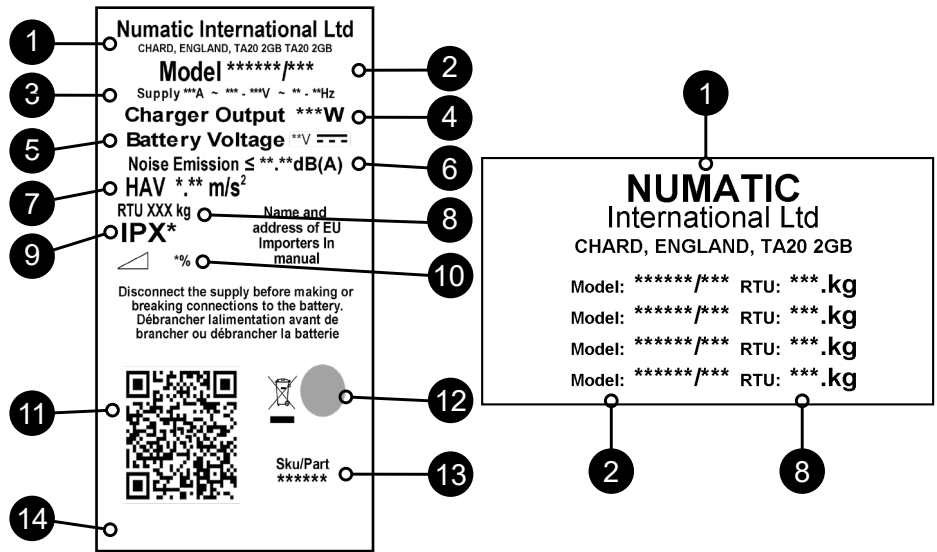 Numatic International Ltd
CHARD, ENGLAND, TA20 2GB TA20 2GB
Model ******/***
Supply ***A ~ *** - ***V ~ ** - **Hz
Charger Output ***W
Battery Voltage **V
Noise Emission ≤ **.**dB(A)
HAV *.** m/s²
RTU XXX kg
IPX*
Name and
address of EU
Importers In
manual
*%
Disconnect the supply before making or
breaking connections to the battery.
Débrancher lalimentation avant de
brancher ou débrancher la batterie
Sku/Part
******
1
3
5
7
9
11
14
2
4
6
8
10
12
13
1
NUMATIC
International Ltd
CHARD, ENGLAND, TA20 2GB
Model: ******/*** RTU: ***.kg
Model: ******/*** RTU: ***.kg
Model: ******/*** RTU: ***.kg
Model: ******/*** RTU: ***.kg
2
8